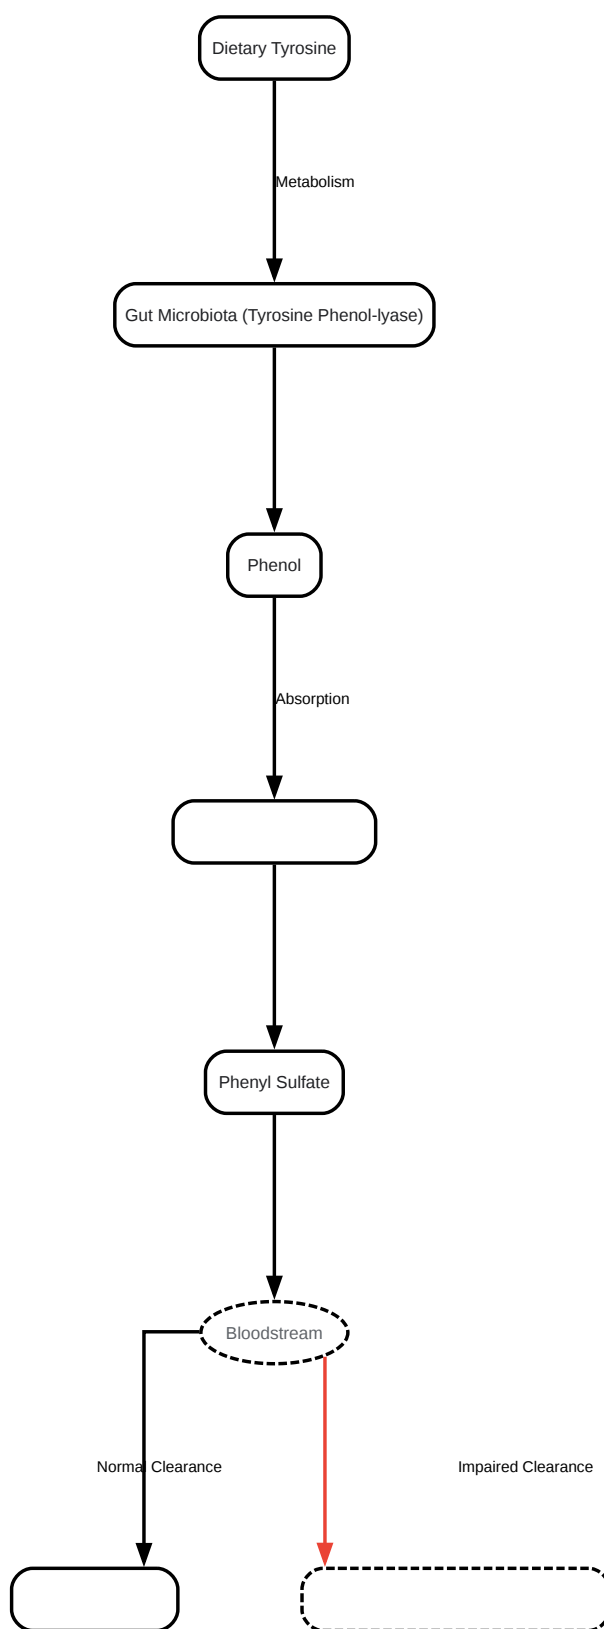 Dietary Tyrosine
Metabolism
Gut Microbiota (Tyrosine Phenol-lyase)
Phenol
Absorption
Phenyl Sulfate
Bloodstream
Normal Clearance
Impaired Clearance